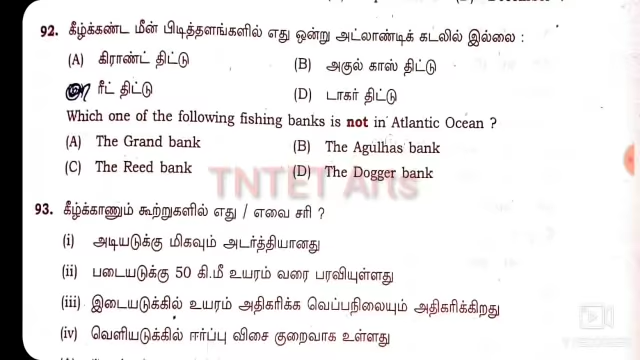 92. கீழ்க்கண்ட மீன் பிடித்தளங்களில் எது ஒன்று அட்லாண்டிக் கடலில் இல்லை :
(A) கிராண்ட் திட்டு (B) அகுல் காஸ் திட்டு
ரீட் திட்டு (D) டாகர் திட்டு
Which one of the following fishing banks is not in Atlantic Ocean ?
(A) The Grand bank (B) The Agulhas bank
(C) The Reed bank (D) The Dogger bank
TNTET Arts
93. கீழ்காணும் கூற்றுகளில் எது / எவை சரி ?
(i) அடியடுக்கு மிகவும் அடர்த்தியானது
(ii) படையடுக்கு 50 கி.மீ உயரம் வரை பரவியுள்ளது
(iii) இடையடுக்கில் உயரம் அதிகரிக்க வெப்பநிலையும் அதிகரிக்கிறது
(iv) வெளியடுக்கில் ஈர்ப்பு விசை குறைவாக உள்ளது